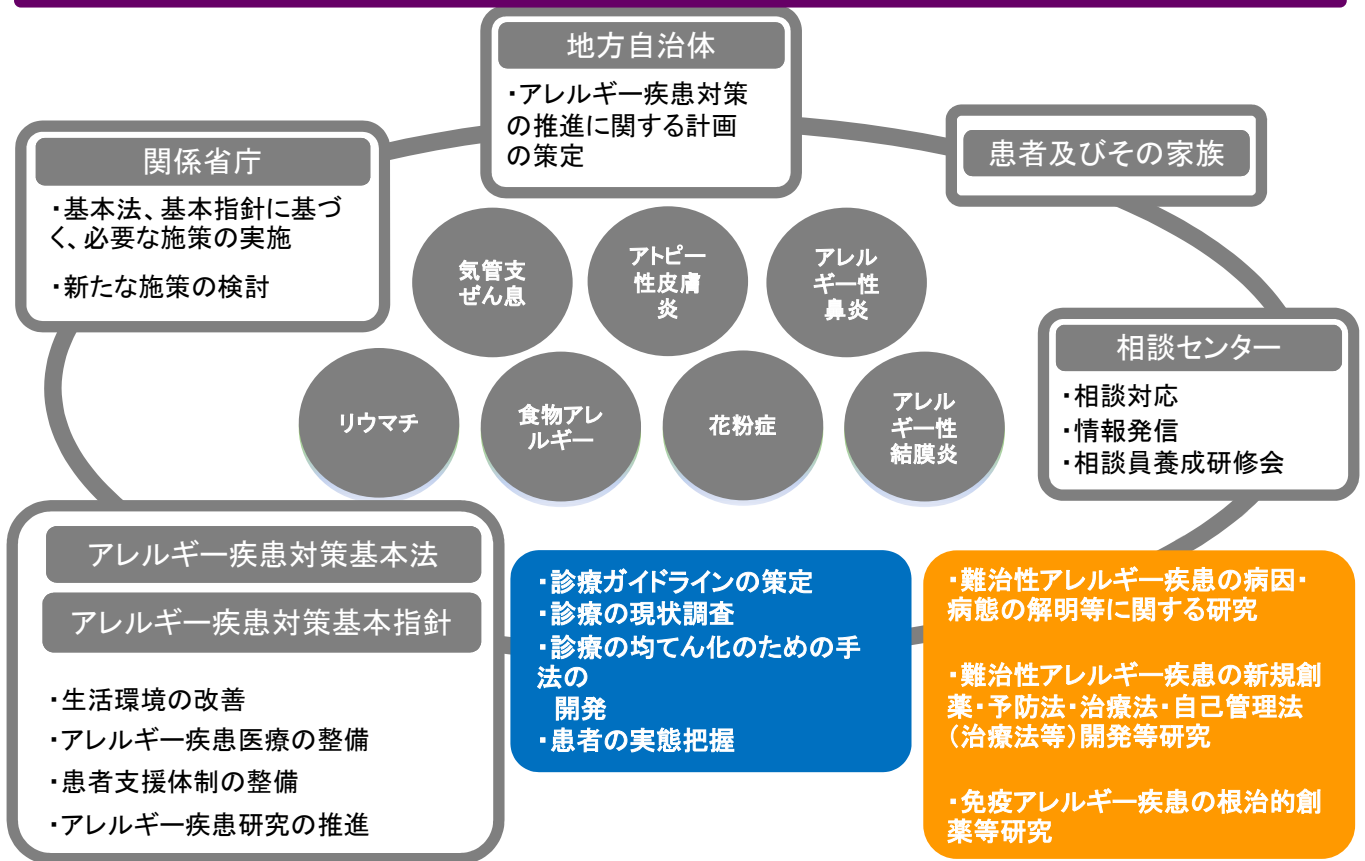 地方自治体
・アレルギー疾患対策
の推進に関する計画
の策定
関係省庁
・基本法、基本指針に基づ
く、必要な施策の実施
・新たな施策の検討
患者及びその家族
気管支
ぜん息
アトピー
性皮膚
炎
アレル
ギー性
鼻炎
相談センター
・相談対応
・情報発信
・相談員養成研修会
リウマチ
食物アレ
ルギー
花粉症
アレル
ギー性
結膜炎
アレルギー疾患対策基本法
アレルギー疾患対策基本指針
・生活環境の改善
・アレルギー疾患医療の整備
・患者支援体制の整備
・アレルギー疾患研究の推進
・診療ガイドラインの策定
・診療の現状調査
・診療の均てん化のための手
法の
開発
・患者の実態把握
・難治性アレルギー疾患の病因・
病態の解明等に関する研究
・難治性アレルギー疾患の新規創
薬・予防法・治療法・自己管理法
（治療法等）開発等研究
・免疫アレルギー疾患の根治的創
薬等研究